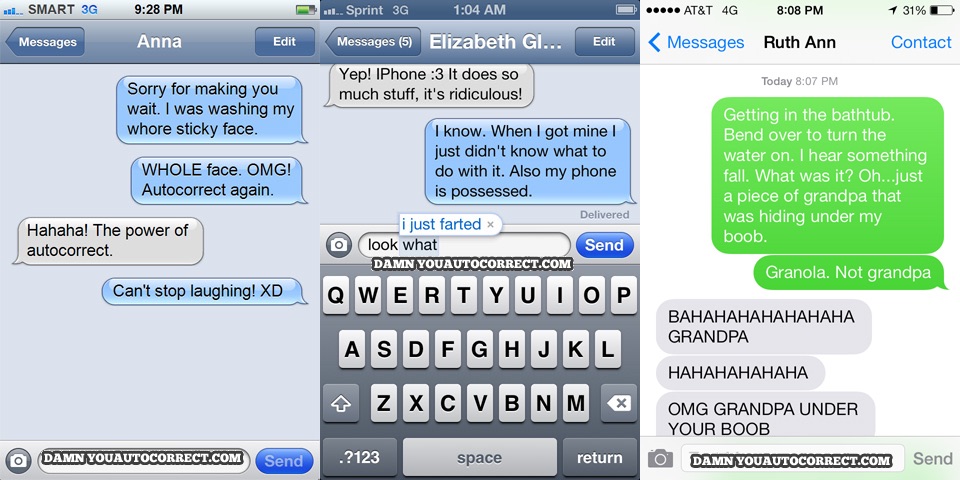 SMART 3G 9:28 PM
Messages Anna Edit
Sorry for making you
wait. I was washing my
whore sticky face.
WHOLE face. OMG!
Autocorrect again.
Hahaha! The power of
autocorrect.
Can't stop laughing! XD
DAMN YOUAUTOCORRECT.COM Send
Sprint 3G 1:04 AM
Messages (5) Elizabeth Gl... Edit
Yep! IPhone :3 It does so
much stuff, it's ridiculous!
I know. When I got mine I
just didn't know what to
do with it. Also my phone
is possessed.
Delivered
i just farted ×
look what Send
DAMN YOUAUTOCORRECT.COM
Q W E R T Y U I O P
A S D F G H J K L
Z X C V B N M
.?123 space return
AT&T 4G 8:08 PM 31%
Messages Ruth Ann Contact
Today 8:07 PM
Getting in the bathtub.
Bend over to turn the
water on. I hear something
fall. What was it? Oh...just
a piece of grandpa that
was hiding under my
boob.
Granola. Not grandpa
BAHAHAHAHAHAHAHA
GRANDPA
HAHAHAHAHAHA
OMG GRANDPA UNDER
YOUR BOOB
DAMN YOUAUTOCORRECT.COM Send